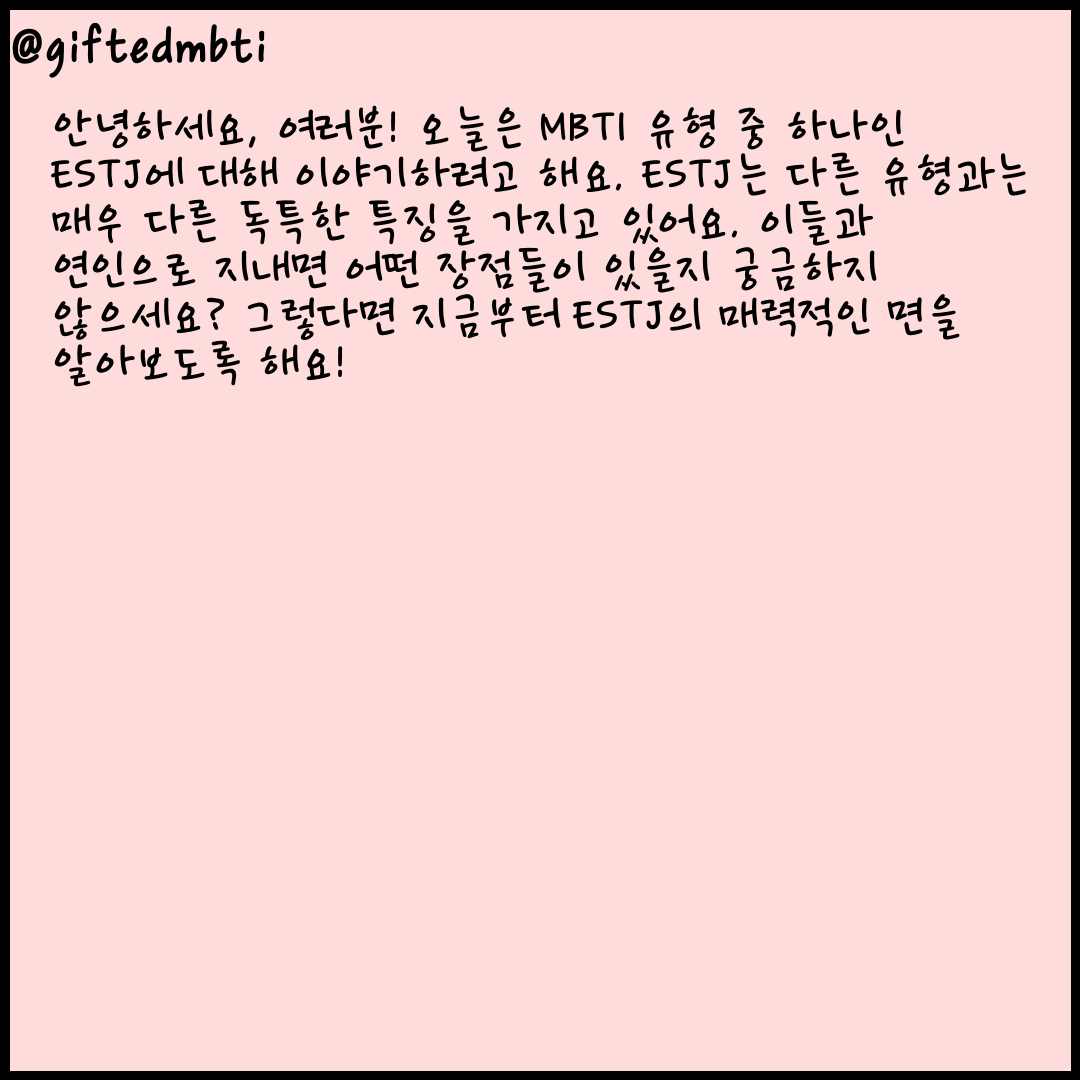 @giftedmbti
안녕하세요, 여러분! 오늘은 MBTI 유형 중 하나인
ESTJ에 대해 이야기하려고 해요. ESTJ는 다른 유형과는
매우 다른 독특한 특징을 가지고 있어요. 이들과
연인으로 지내면 어떤 장점들이 있을지 궁금하지
않으세요? 그렇다면 지금부터 ESTJ의 매력적인 면을
알아보도록 해요!